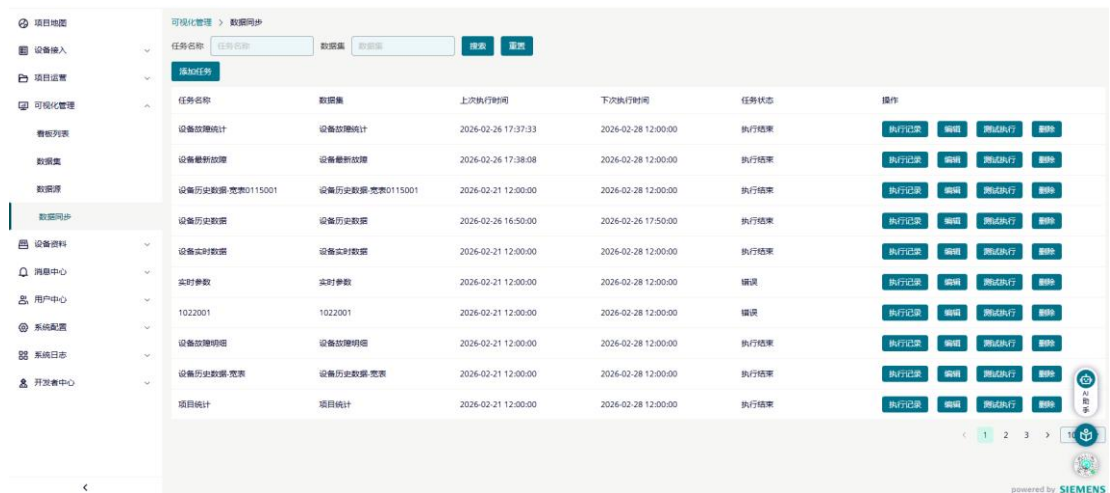 项目地图
设备接入
项目运营
可视化管理
看板列表
数据集
数据源
数据同步
设备资料
消息中心
用户中心
系统配置
系统日志
开发者中心
可视化管理 > 数据同步
任务名称 任务名称 数据集 数据集 搜索 重置
添加任务
任务名称 数据集 上次执行时间 下次执行时间 任务状态 操作
设备故障统计 设备故障统计 2026-02-26 17:37:33 2026-02-28 12:00:00 执行结束 执行记录 编辑 测试执行 删除
设备最新故障 设备最新故障 2026-02-26 17:38:08 2026-02-28 12:00:00 执行结束 执行记录 编辑 测试执行 删除
设备历史数据-宽表0115001 设备历史数据-宽表0115001 2026-02-21 12:00:00 2026-02-28 12:00:00 执行结束 执行记录 编辑 测试执行 删除
设备历史数据 设备历史数据 2026-02-26 16:50:00 2026-02-26 17:50:00 执行结束 执行记录 编辑 测试执行 删除
设备实时数据 设备实时数据 2026-02-21 12:00:00 2026-02-28 12:00:00 执行结束 执行记录 编辑 测试执行 删除
实时参数 实时参数 2026-02-21 12:00:00 2026-02-28 12:00:00 错误 执行记录 编辑 测试执行 删除
1022001 1022001 2026-02-21 12:00:00 2026-02-28 12:00:00 错误 执行记录 编辑 测试执行 删除
设备故障明细 设备故障明细 2026-02-21 12:00:00 2026-02-28 12:00:00 执行结束 执行记录 编辑 测试执行 删除
设备历史数据-宽表 设备历史数据-宽表 2026-02-21 12:00:00 2026-02-28 12:00:00 执行结束 执行记录 编辑 测试执行 删除
项目统计 项目统计 2026-02-21 12:00:00 2026-02-28 12:00:00 执行结束 执行记录 编辑 测试执行 删除
AI助手
< 1 2 3 >
powered by SIEMENS